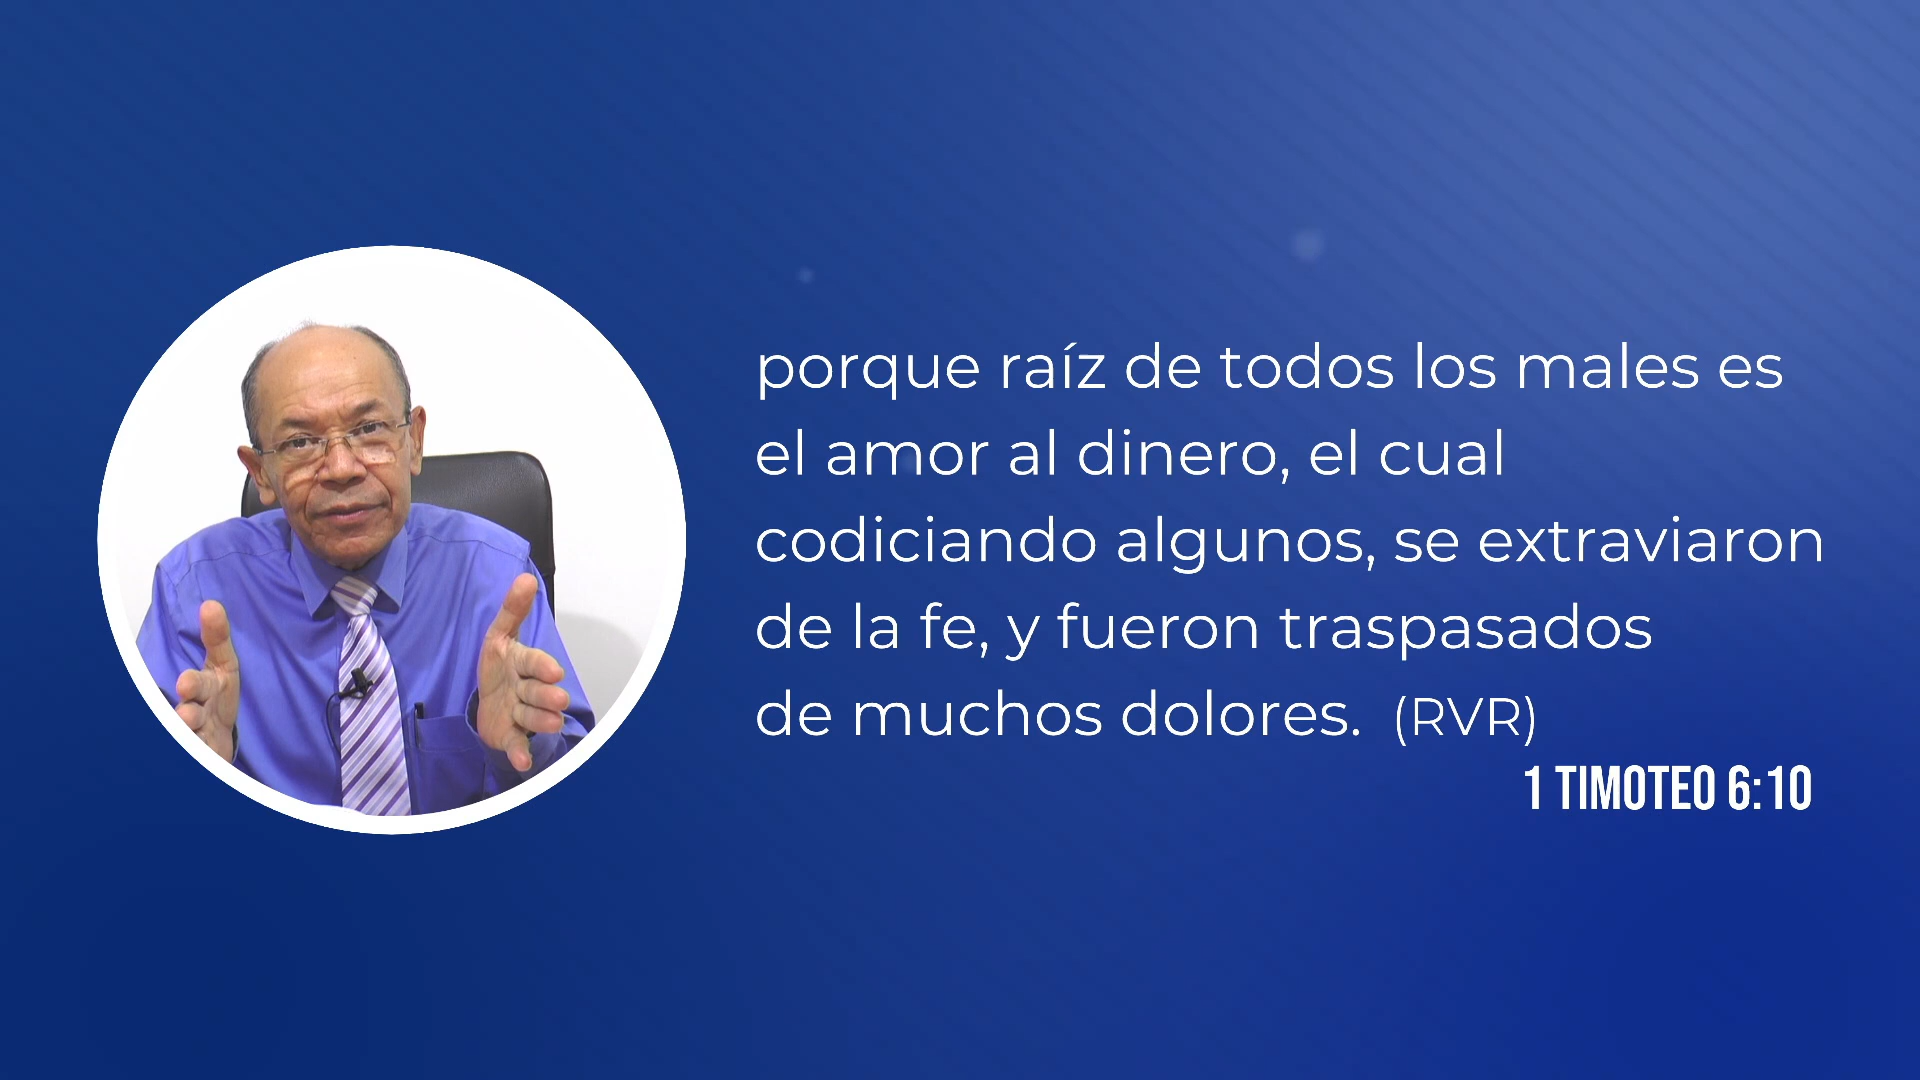 porque raíz de todos los males es
el amor al dinero, el cual
codiciando algunos, se extraviaron
de la fe, y fueron traspasados
de muchos dolores. (RVR)
1 TIMOTEO 6:10